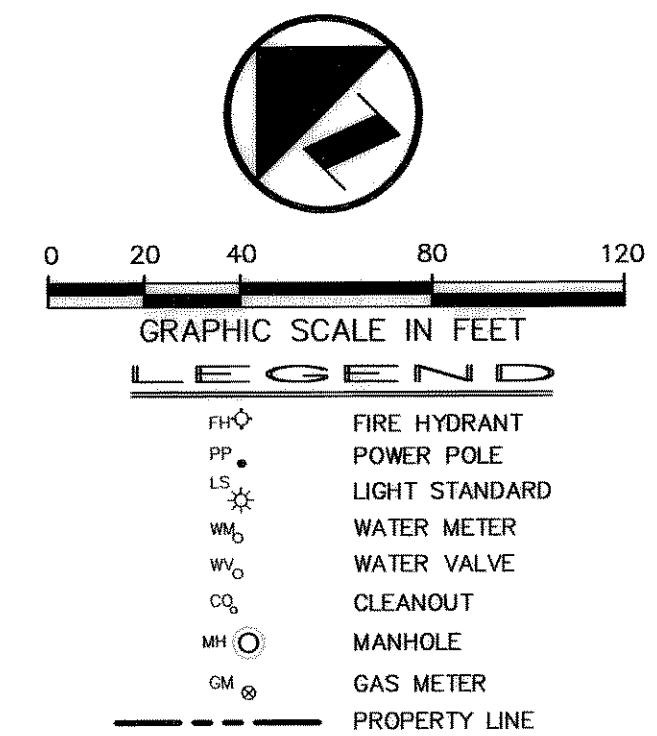 0 20 40 80 120
GRAPHIC SCALE IN FEET
LEGEND
FH FIRE HYDRANT
PP POWER POLE
LS LIGHT STANDARD
WM WATER METER
WV WATER VALVE
CO CLEANOUT
MH MANHOLE
GM GAS METER
PROPERTY LINE